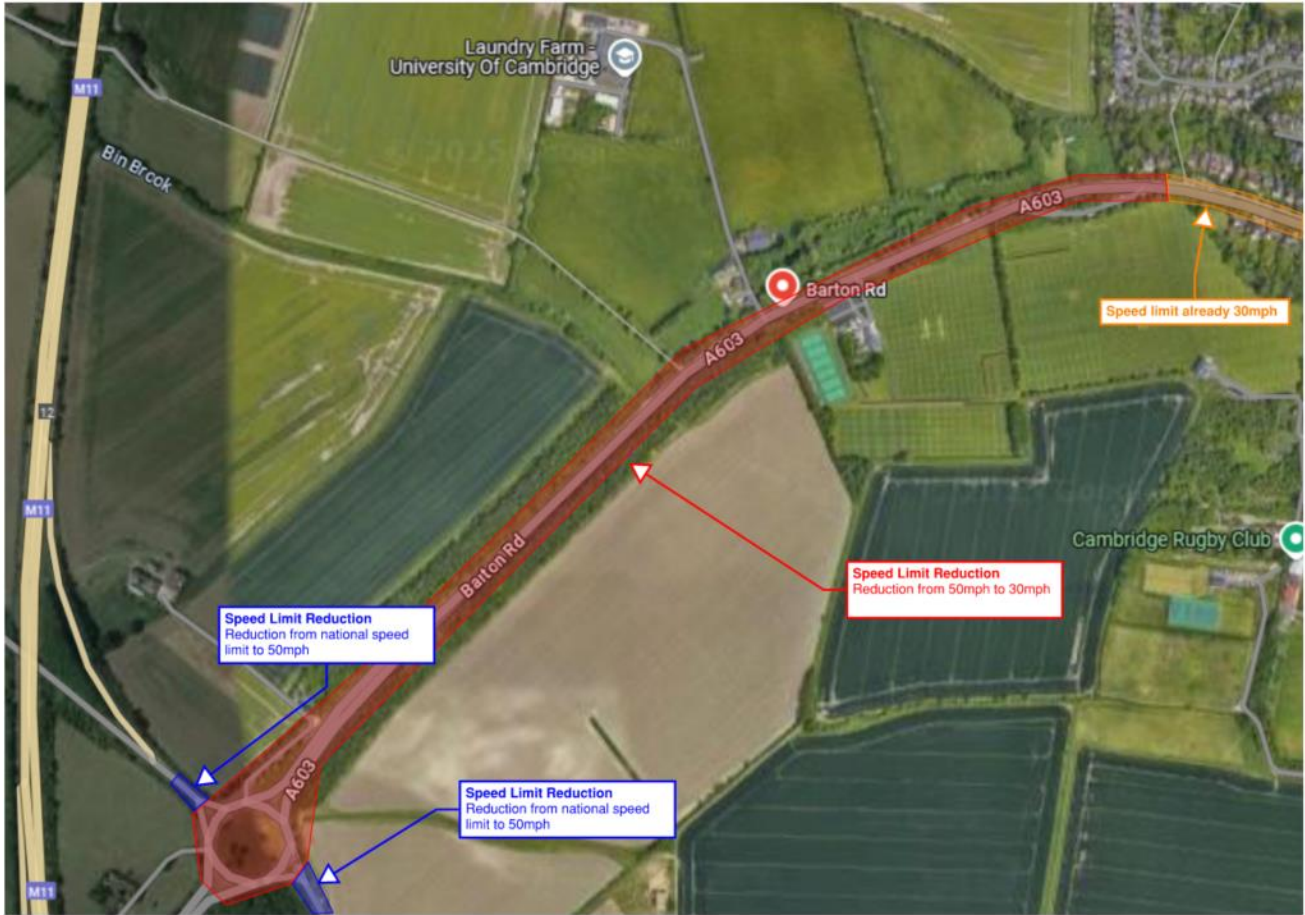 Laundry Farm -
University Of Cambridge
M11
Bin Brook
A603
Speed limit already 30mph
Barton Rd
A603
12
M11
Cambridge Rugby Club
Barton Rd
Speed Limit Reduction
Reduction from 50mph to 30mph
Speed Limit Reduction
Reduction from national speed
limit to 50mph
A603
Speed Limit Reduction
Reduction from national speed
limit to 50mph
M11